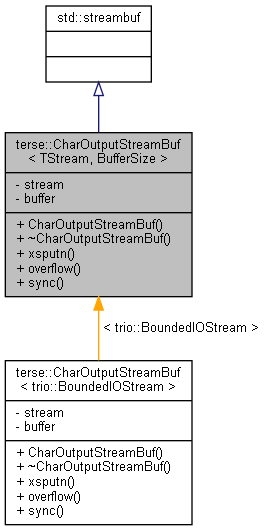 std::streambuf
terse::CharOutputStreamBuf
< TStream, BufferSize >
- stream
- buffer
+ CharOutputStreamBuf()
+ ~CharOutputStreamBuf()
+ xsputn()
+ overflow()
+ sync()
< trio::BoundedIOStream >
terse::CharOutputStreamBuf
< trio::BoundedIOStream >
- stream
- buffer
+ CharOutputStreamBuf()
+ ~CharOutputStreamBuf()
+ xsputn()
+ overflow()
+ sync()